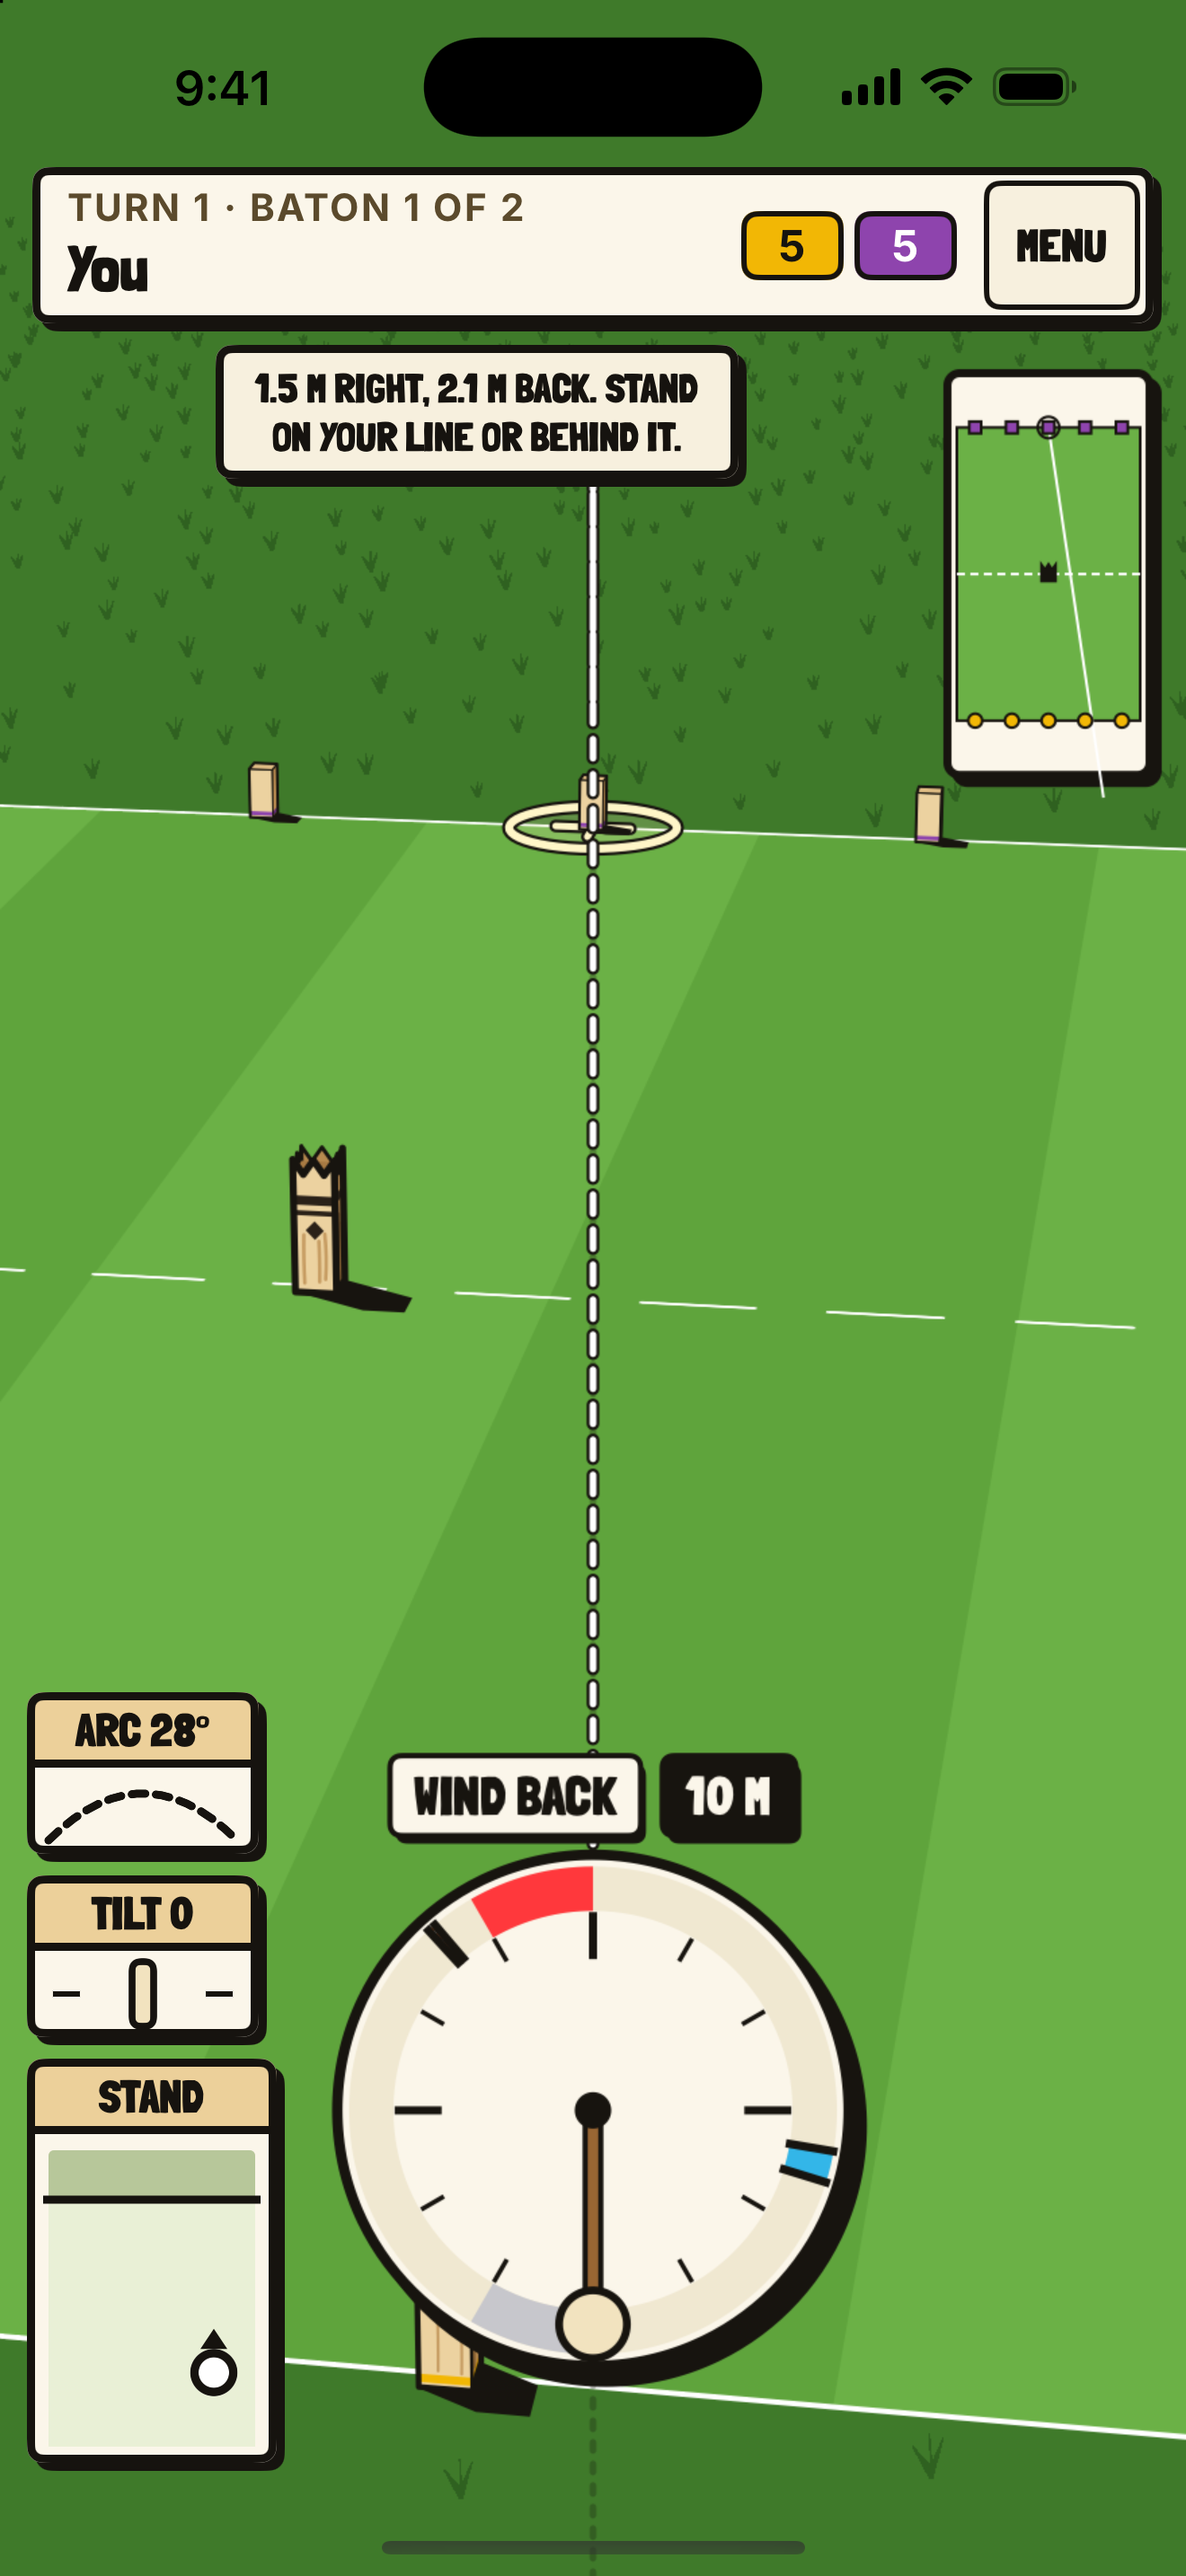 9:41
TURN 1 · BATON 1 OF 2
You
5 5
MENU
1.5 M RIGHT, 2.1 M BACK. STAND
ON YOUR LINE OR BEHIND IT.
ARC 28°
WIND BACK 10 M
TILT 0
STAND